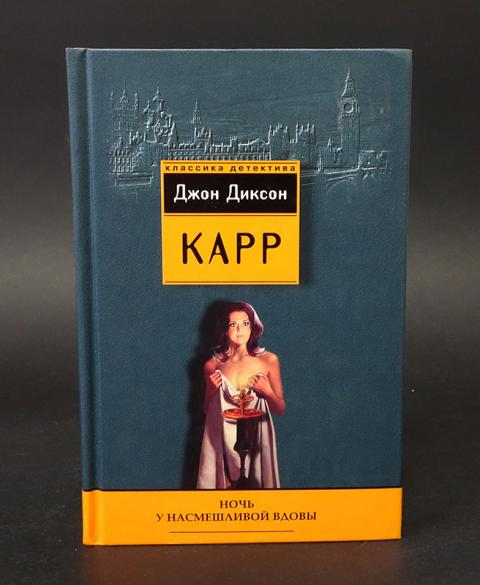 классика детектива
Джон Диксон
КАРР
НОЧЬ
У НАСМЕШЛИВОЙ ВДОВЫ